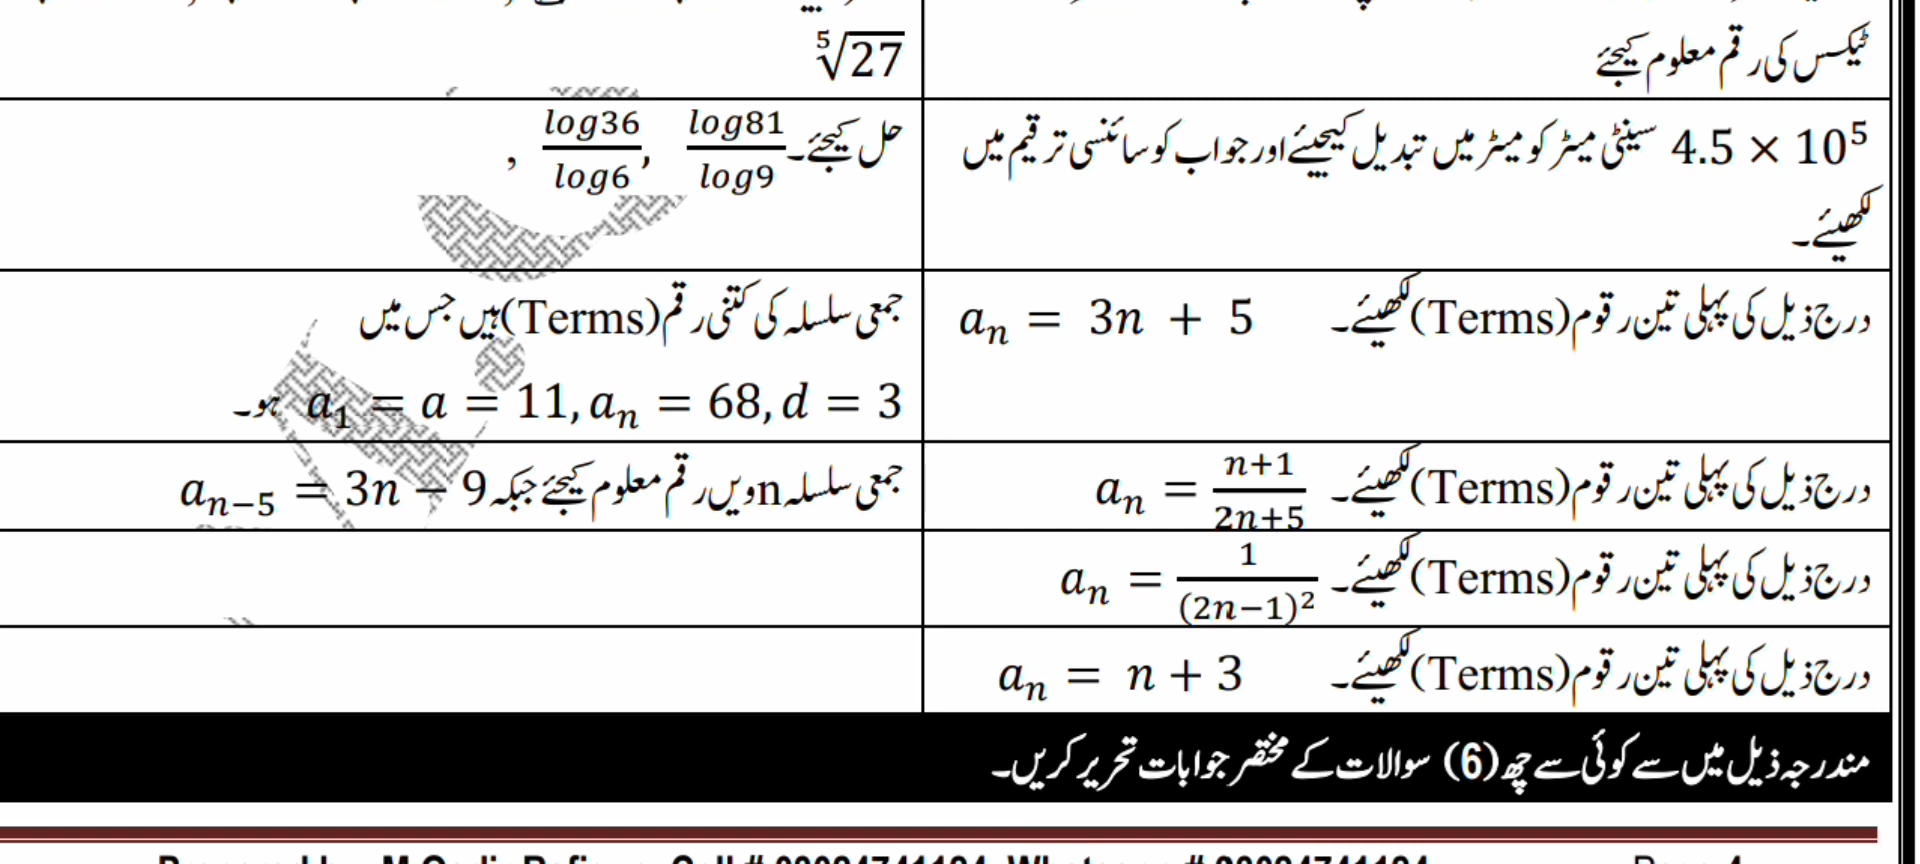 ٹیکس کی رقم معلوم کیجئے
⁵√27
4.5 × 10⁵ سینٹی میٹر کو میٹر میں تبدیل کیجیئے اور جواب کو سائنسی ترقیم میں
لکھیئے۔
حل کیجئے۔ log81/log9 , log36/log6 ,
درج ذیل کی پہلی تین رقوم (Terms) لکھیئے۔ aₙ = 3n + 5
جمعی سلسلہ کی کتنی رقم (Terms) ہیں جس میں
a₁ = a = 11, aₙ = 68, d = 3 ہو۔
درج ذیل کی پہلی تین رقوم (Terms) لکھیئے۔ aₙ = (n+1)/(2n+5)
جمعی سلسلہ n ویں رقم معلوم کیجئے جبکہ aₙ₋₅ = 3n − 9
درج ذیل کی پہلی تین رقوم (Terms) لکھیئے۔ aₙ = 1/(2n−1)²
درج ذیل کی پہلی تین رقوم (Terms) لکھیئے۔ aₙ = n + 3
مندرجہ ذیل میں سے کوئی سے چھ (6) سوالات کے مختصر جوابات تحریر کریں۔